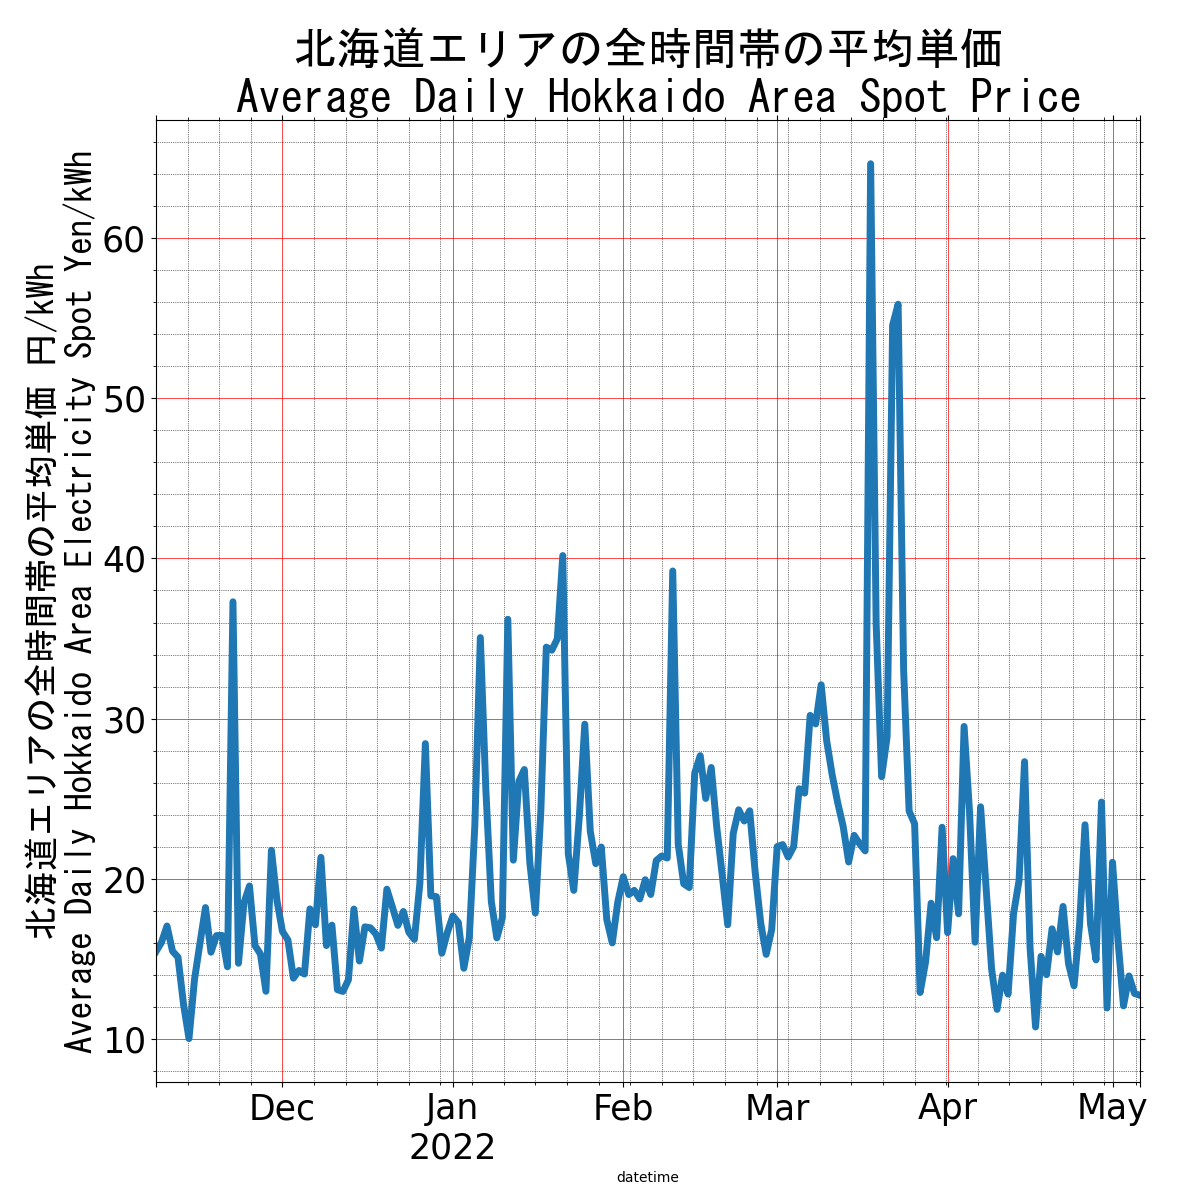 北海道エリアの全時間帯の平均単価
Average Daily Hokkaido Area Spot Price
北海道エリアの全時間帯の平均単価 円/kWh
Average Daily Hokkaido Area Electricity Spot Yen/kWh
60
50
40
30
20
10
Dec
Jan
2022
Feb
Mar
Apr
May
datetime